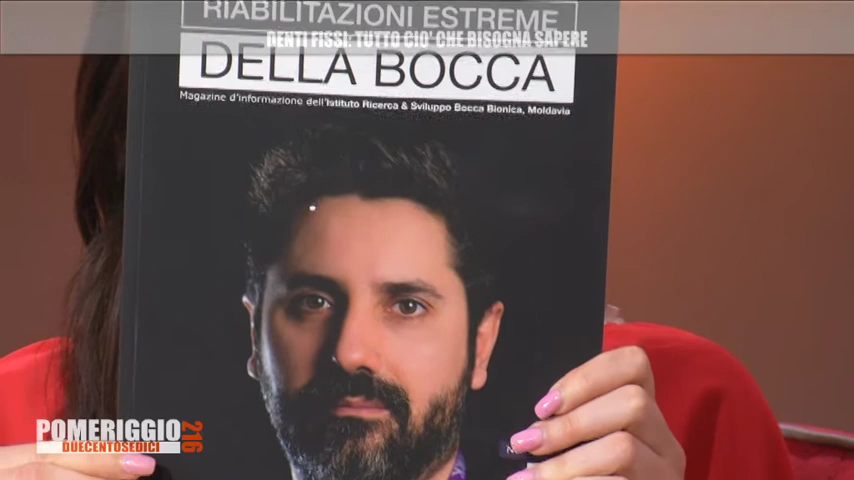 RIABILITAZIONI ESTREME
DENTI FISSI: TUTTO CIO' CHE BISOGNA SAPERE
DELLA BOCCA
Magazine d'informazione dell'Istituto Ricerca & Sviluppo Bocca Bionica, Moldavia
POMERIGGIO
DUECENTOSEDICI
216